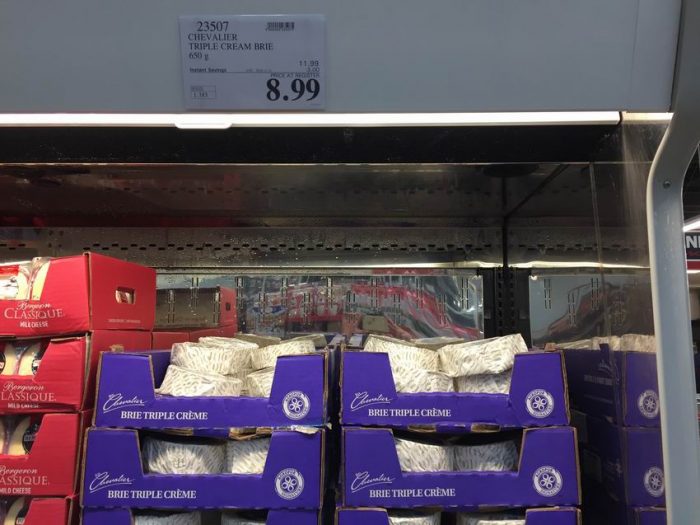 23507
CHEVALIER
TRIPLE CREAM BRIE
650 g
11.99
Instant Savings
3.00
PRICE AT REGISTER
8.99
Bergeron
CLASSIQUE
MILD CHEESE
Bergeron
CLASSIQUE
MILD CHEESE
Bergeron
CLASSIQUE
MILD CHEESE
Chevalier
BRIE TRIPLE CRÈME
Chevalier
BRIE TRIPLE CRÈME
Chevalier
BRIE TRIPLE CRÈME
Chevalier
BRIE TRIPLE CRÈME